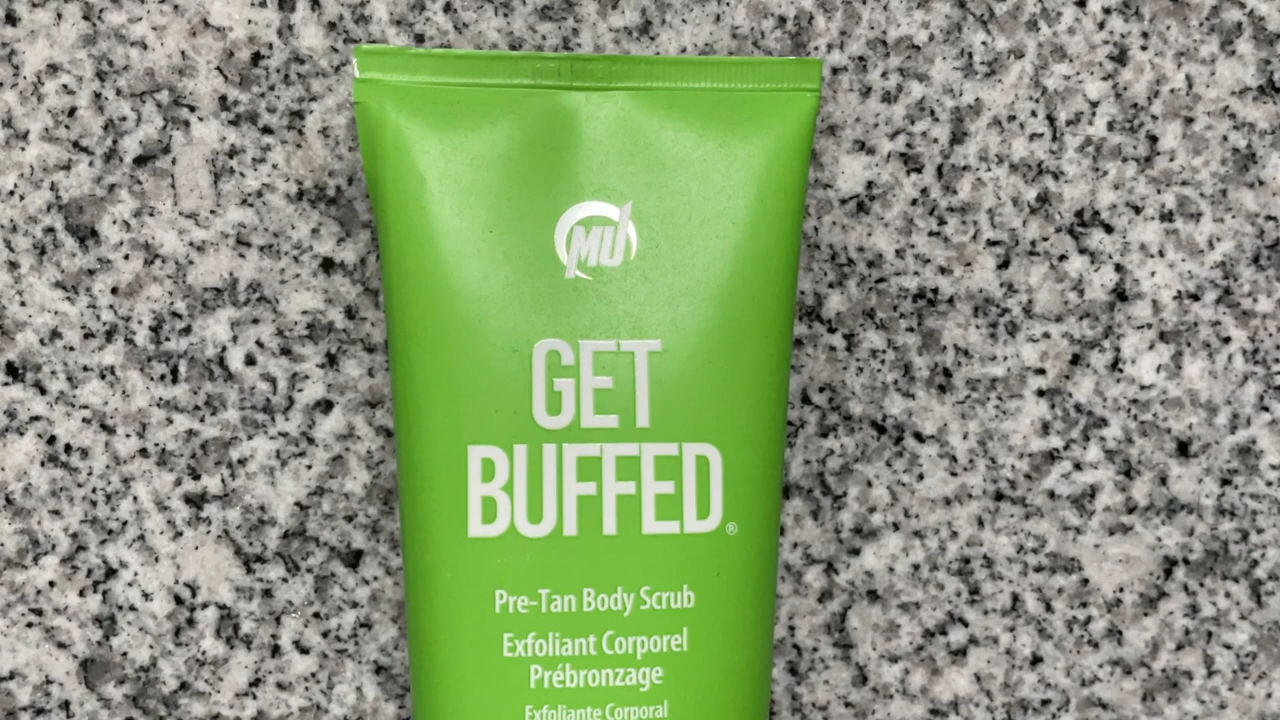 MU
GET
BUFFED®
Pre-Tan Body Scrub
Exfoliant Corporel
Prébronzage
Exfoliante Corporal